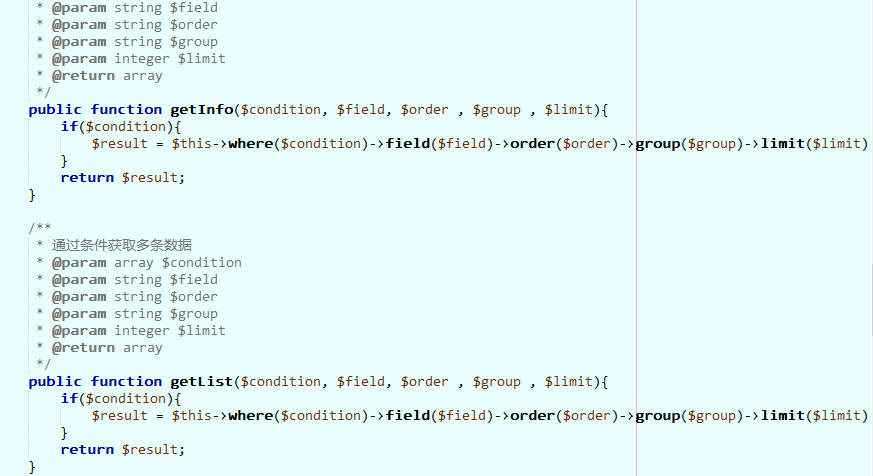 * @param string $field
* @param string $order
* @param string $group
* @param integer $limit
* @return array
*/
public function getInfo($condition, $field, $order , $group , $limit){
if($condition){
$result = $this->where($condition)->field($field)->order($order)->group($group)->limit($limit)
}
return $result;
}
/**
* 通过条件获取多条数据
* @param array $condition
* @param string $field
* @param string $order
* @param string $group
* @param integer $limit
* @return array
*/
public function getList($condition, $field, $order , $group , $limit){
if($condition){
$result = $this->where($condition)->field($field)->order($order)->group($group)->limit($limit)
}
return $result;
}